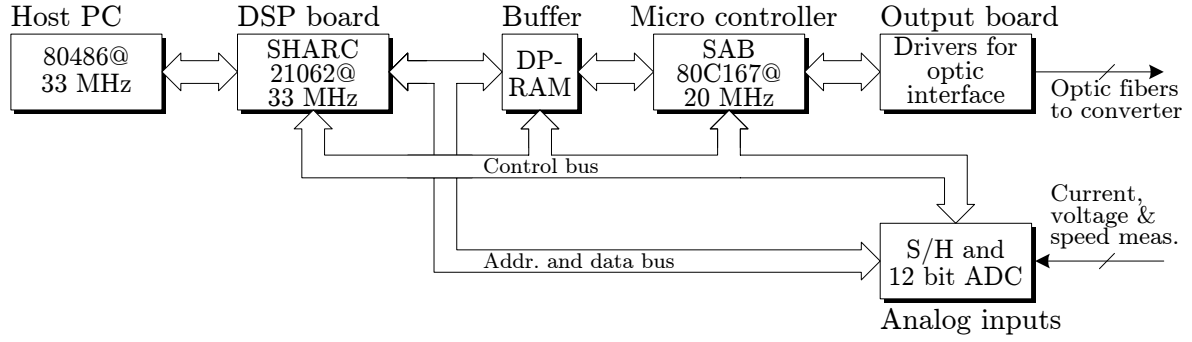 Host PC
80486@
33 MHz
DSP board
SHARC
21062@
33 MHz
Buffer
DP-
RAM
Micro controller
SAB
80C167@
20 MHz
Output board
Drivers for
optic
interface
Optic fibers
to converter
Control bus
Addr. and data bus
Current,
voltage &
speed meas.
S/H and
12 bit ADC
Analog inputs